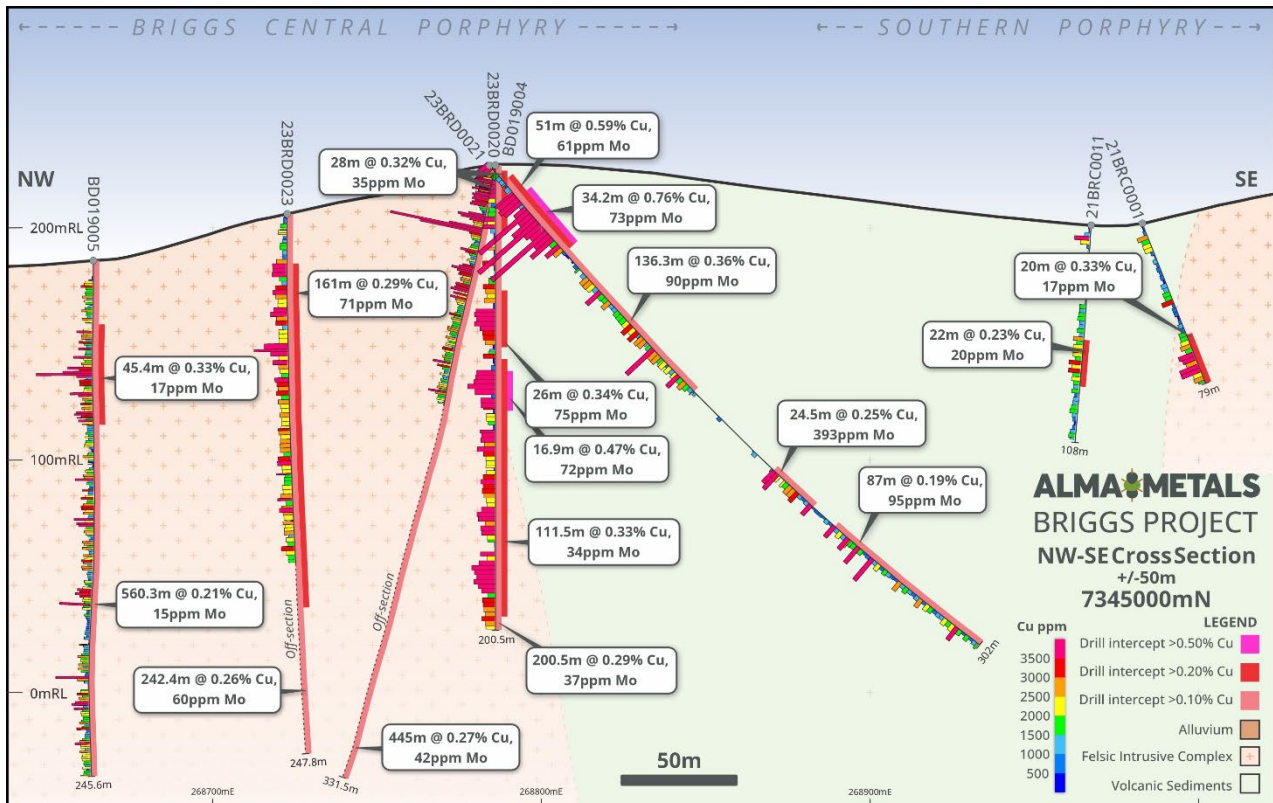 BRIGGS CENTRAL PORPHYRY
SOUTHERN PORPHYRY
NW
SE
BD019005
23BRD0023
23BRD0021
23BRD0020
BD019004
21BRC0011
21BRC0001
200mRL
100mRL
0mRL
51m @ 0.59% Cu,
61ppm Mo
28m @ 0.32% Cu,
35ppm Mo
34.2m @ 0.76% Cu,
73ppm Mo
136.3m @ 0.36% Cu,
90ppm Mo
161m @ 0.29% Cu,
71ppm Mo
20m @ 0.33% Cu,
17ppm Mo
22m @ 0.23% Cu,
20ppm Mo
45.4m @ 0.33% Cu,
17ppm Mo
26m @ 0.34% Cu,
75ppm Mo
16.9m @ 0.47% Cu,
72ppm Mo
24.5m @ 0.25% Cu,
393ppm Mo
87m @ 0.19% Cu,
95ppm Mo
111.5m @ 0.33% Cu,
34ppm Mo
560.3m @ 0.21% Cu,
15ppm Mo
200.5m @ 0.29% Cu,
37ppm Mo
242.4m @ 0.26% Cu,
60ppm Mo
445m @ 0.27% Cu,
42ppm Mo
Off-section
Off-section
79m
108m
200.5m
302m
247.8m
331.5m
245.6m
ALMA METALS
BRIGGS PROJECT
NW-SE Cross Section
+/-50m
7345000mN
Cu ppm
3500
3000
2500
2000
1500
1000
500
LEGEND
Drill intercept >0.50% Cu
Drill intercept >0.20% Cu
Drill intercept >0.10% Cu
Alluvium
Felsic Intrusive Complex
Volcanic Sediments
50m
268700mE
268800mE
268900mE